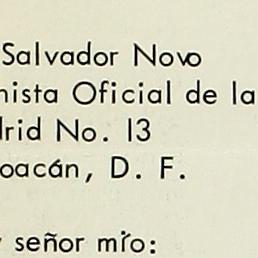 Salvador Novo
nista Oficial de la
drid No. 13
oacán, D. F.
señor mío: